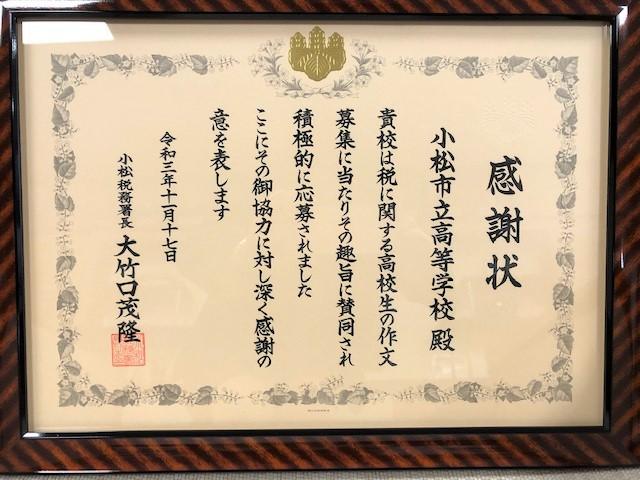 感謝状
小松市立高等学校殿
貴校は税に関する高校生の作文
募集に当たりその趣旨に賛同され
積極的に応募されました
ここにその御協力に対し深く感謝の
意を表します
令和三年十一月十七日
小松税務署長 大竹口茂隆